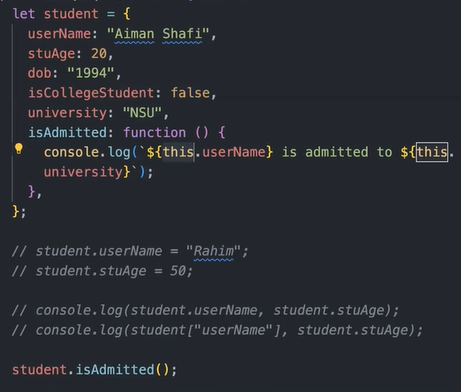 let student = {
userName: "Aiman Shafi",
stuAge: 20,
dob: "1994",
isCollegeStudent: false,
university: "NSU",
isAdmitted: function () {
console.log(`${this.userName} is admitted to ${this.
university}`);
},
};
// student.userName = "Rahim";
// student.stuAge = 50;
// console.log(student.userName, student.stuAge);
// console.log(student["userName"], student.stuAge);
student.isAdmitted();